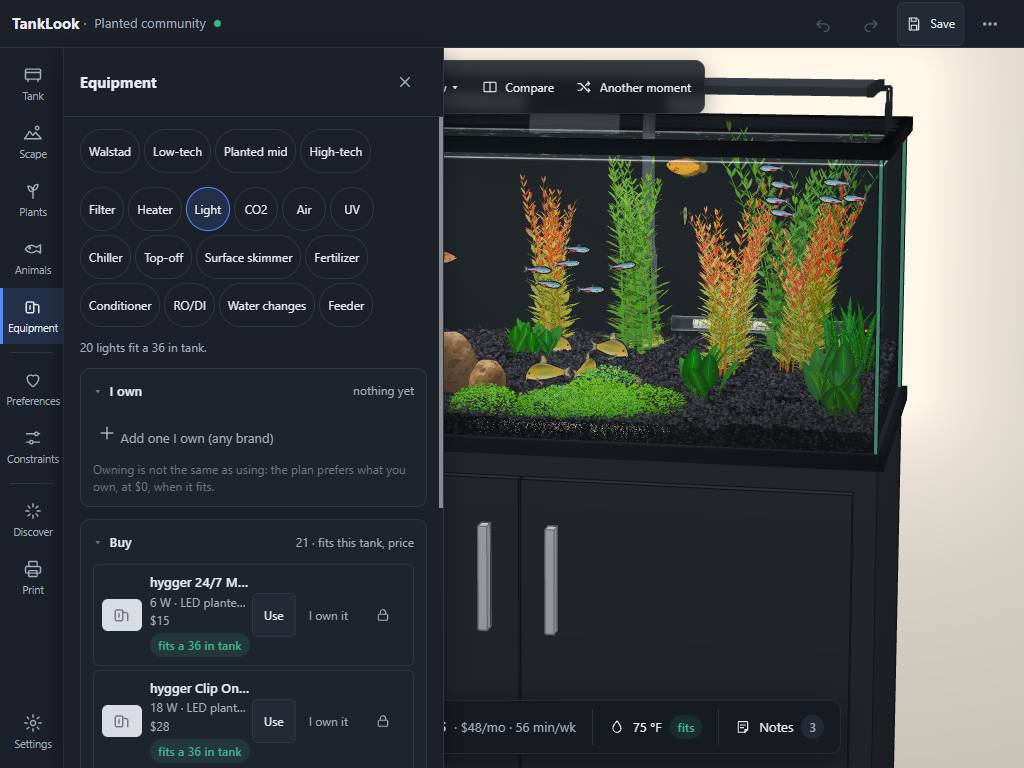 TankLook · Planted community
Save
Tank
Scape
Plants
Animals
Equipment
Preferences
Constraints
Discover
Print
Settings
Equipment
Walstad Low-tech Planted mid High-tech
Filter Heater Light CO2 Air UV
Chiller Top-off Surface skimmer Fertilizer
Conditioner RO/DI Water changes Feeder
20 lights fit a 36 in tank.
I own nothing yet
Add one I own (any brand)
Owning is not the same as using: the plan prefers what you
own, at $0, when it fits.
Buy 21 · fits this tank, price
hygger 24/7 M...
6 W · LED plante...
$15
fits a 36 in tank
Use I own it
hygger Clip On...
18 W · LED plant...
$28
fits a 36 in tank
Use I own it
Compare Another moment
· $48/mo · 56 min/wk 75 °F fits Notes 3